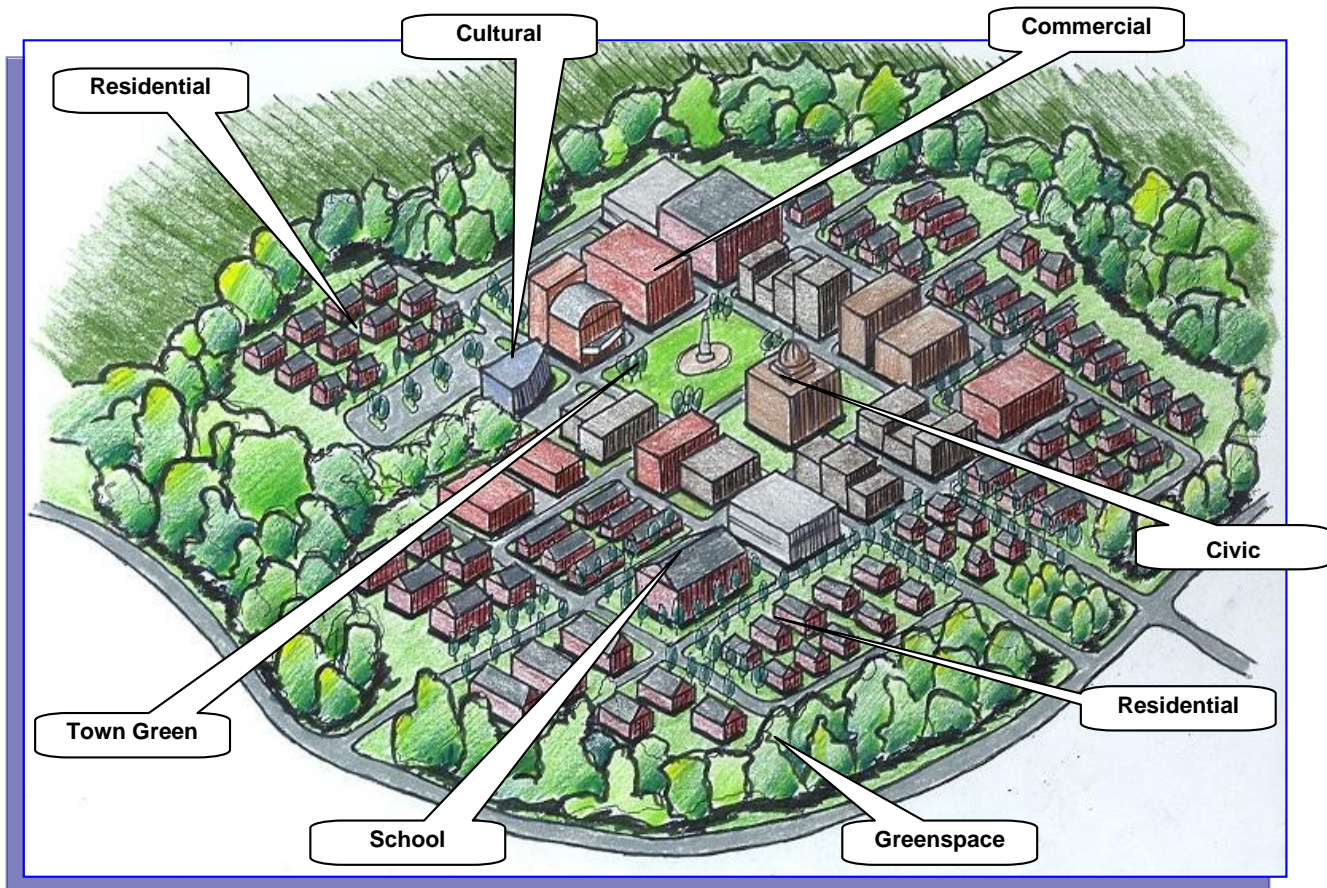 Cultural
Commercial
Residential
Civic
Residential
Town Green
School
Greenspace